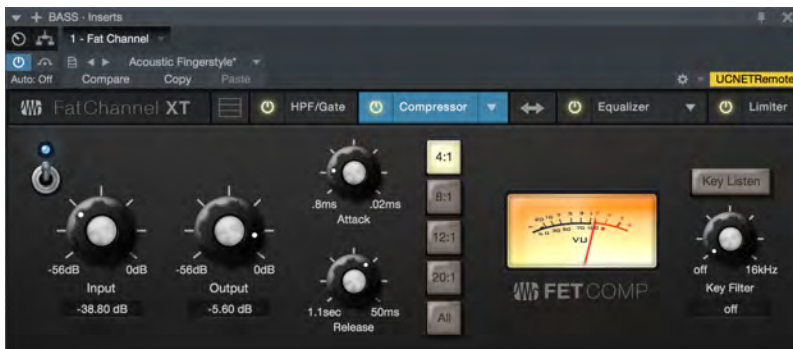 BASS - Inserts
1 - Fat Channel
Acoustic Fingerstyle*
Auto: Off Compare Copy Paste
UCNETRemote
FatChannel XT HPF/Gate Compressor Equalizer Limiter
4:1
Key Listen
.8ms .02ms
Attack
8:1
VU
12:1
-56dB 0dB -56dB 0dB
off 16kHz
Input Output
20:1
FETCOMP
Key Filter
-38.80 dB -5.60 dB
1.1sec 50ms
Release
All
off